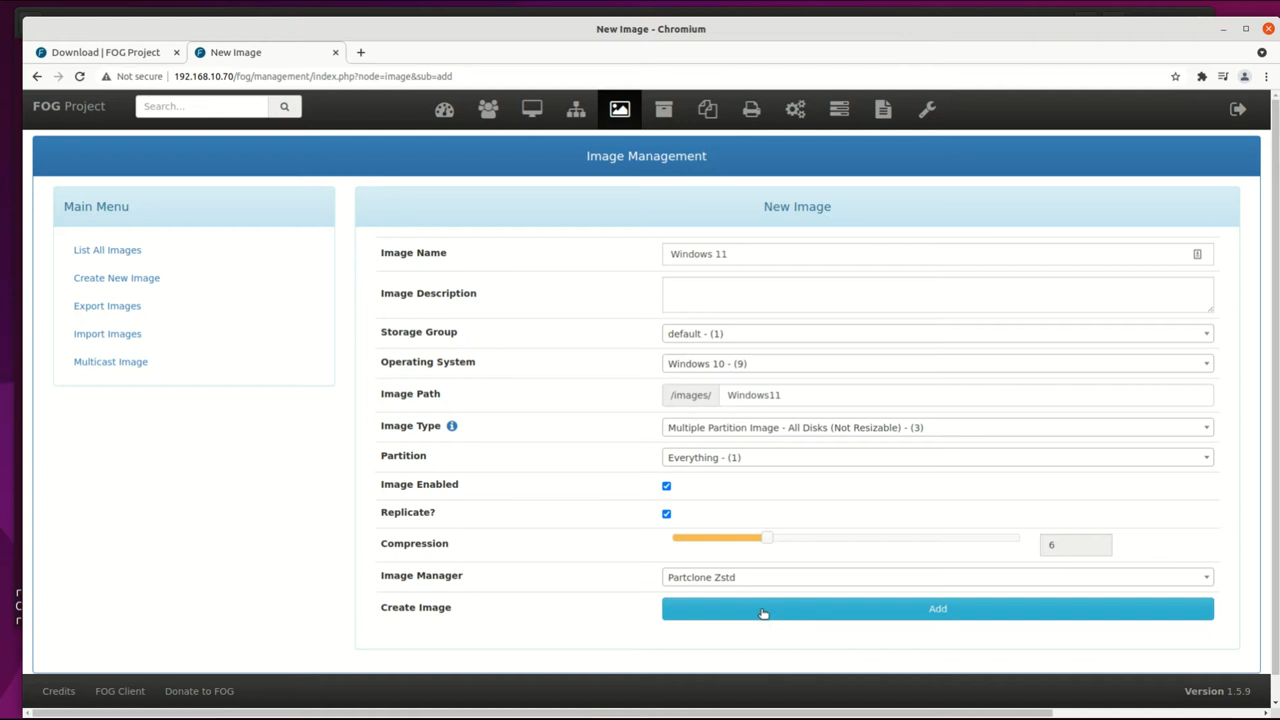 New Image - Chromium
Download | FOG Project
New Image
Not secure
192.168.10.70/fog/management/index.php?node=image&sub=add
FOG Project
Search...
Image Management
Main Menu
List All Images
Create New Image
Export Images
Import Images
Multicast Image
New Image
Image Name
Windows 11
Image Description
Storage Group
default - (1)
Operating System
Windows 10 - (9)
Image Path
/images/
Windows11
Image Type
Multiple Partition Image - All Disks (Not Resizable) - (3)
Partition
Everything - (1)
Image Enabled
Replicate?
Compression
6
Image Manager
Partclone Zstd
Create Image
Add
Credits
FOG Client
Donate to FOG
Version 1.5.9